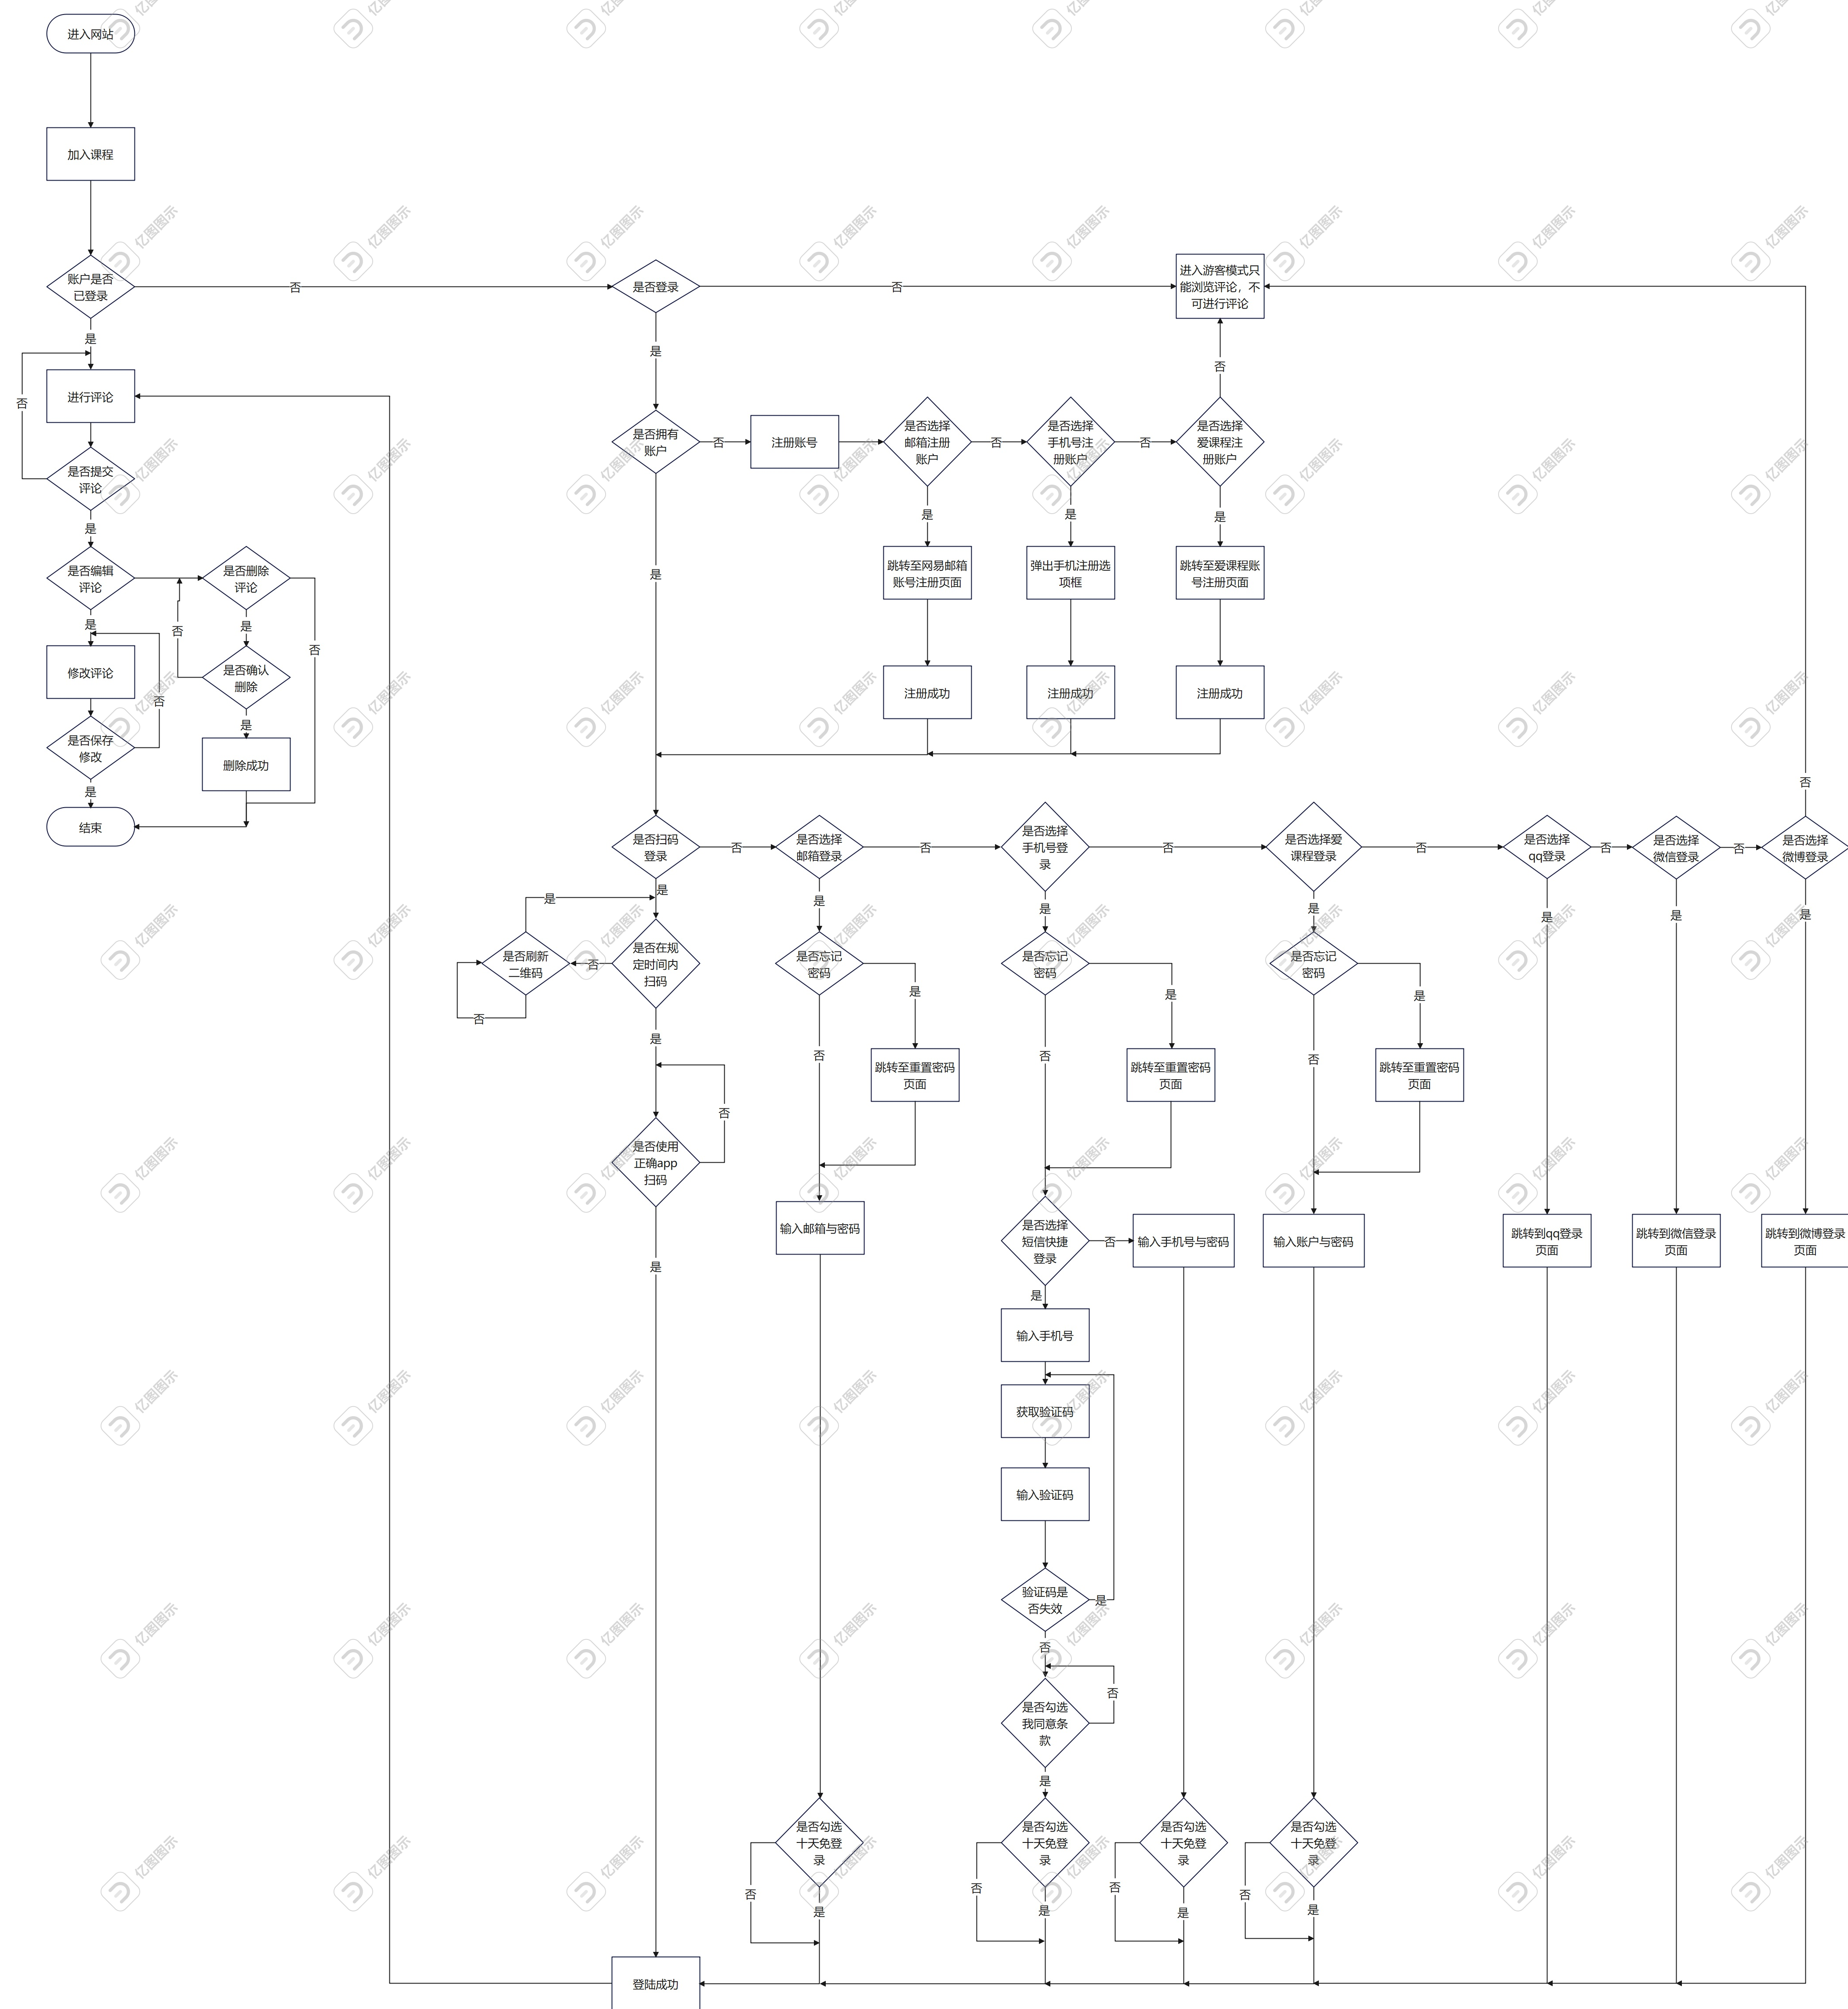 进入网站
加入课程
账户是否
已登录
否
是否登录
否
进入游客模式只
能浏览评论，不
可进行评论
是
是
否
进行评论
否
是否提交
评论
是
是否拥有
账户
否
注册账号
是否选择
邮箱注册
账户
否
是否选择
手机号注
册账户
否
是否选择
爱课程注
册账户
是
是
是
是
是否编辑
评论
是否删除
评论
跳转至网易邮箱
账号注册页面
弹出手机注册选
项框
跳转至爱课程账
号注册页面
是
是
否
否
修改评论
是否确认
删除
否
注册成功
注册成功
注册成功
是否保存
修改
是
删除成功
是
结束
否
是否扫码
登录
否
是否选择
邮箱登录
否
是否选择
手机号登
录
否
是否选择爱
课程登录
否
是否选择
qq登录
否
是否选择
微信登录
否
是否选择
微博登录
是
是
是
是
是
是
是
是
是否刷新
二维码
否
否
是否在规
定时间内
扫码
是否忘记
密码
是
是否忘记
密码
是
是否忘记
密码
是
是
否
否
否
跳转至重置密码
页面
跳转至重置密码
页面
跳转至重置密码
页面
否
是否使用
正确app
扫码
是
输入邮箱与密码
是否选择
短信快捷
登录
否
输入手机号与密码
输入账户与密码
跳转到qq登录
页面
跳转到微信登录
页面
跳转到微博登录
页面
是
输入手机号
获取验证码
输入验证码
验证码是
否失效
是
否
否
是否勾选
我同意条
款
是
是否勾选
十天免登
录
是否勾选
十天免登
录
是否勾选
十天免登
录
是否勾选
十天免登
录
否
否
否
否
是
是
是
是
登陆成功
亿图图示